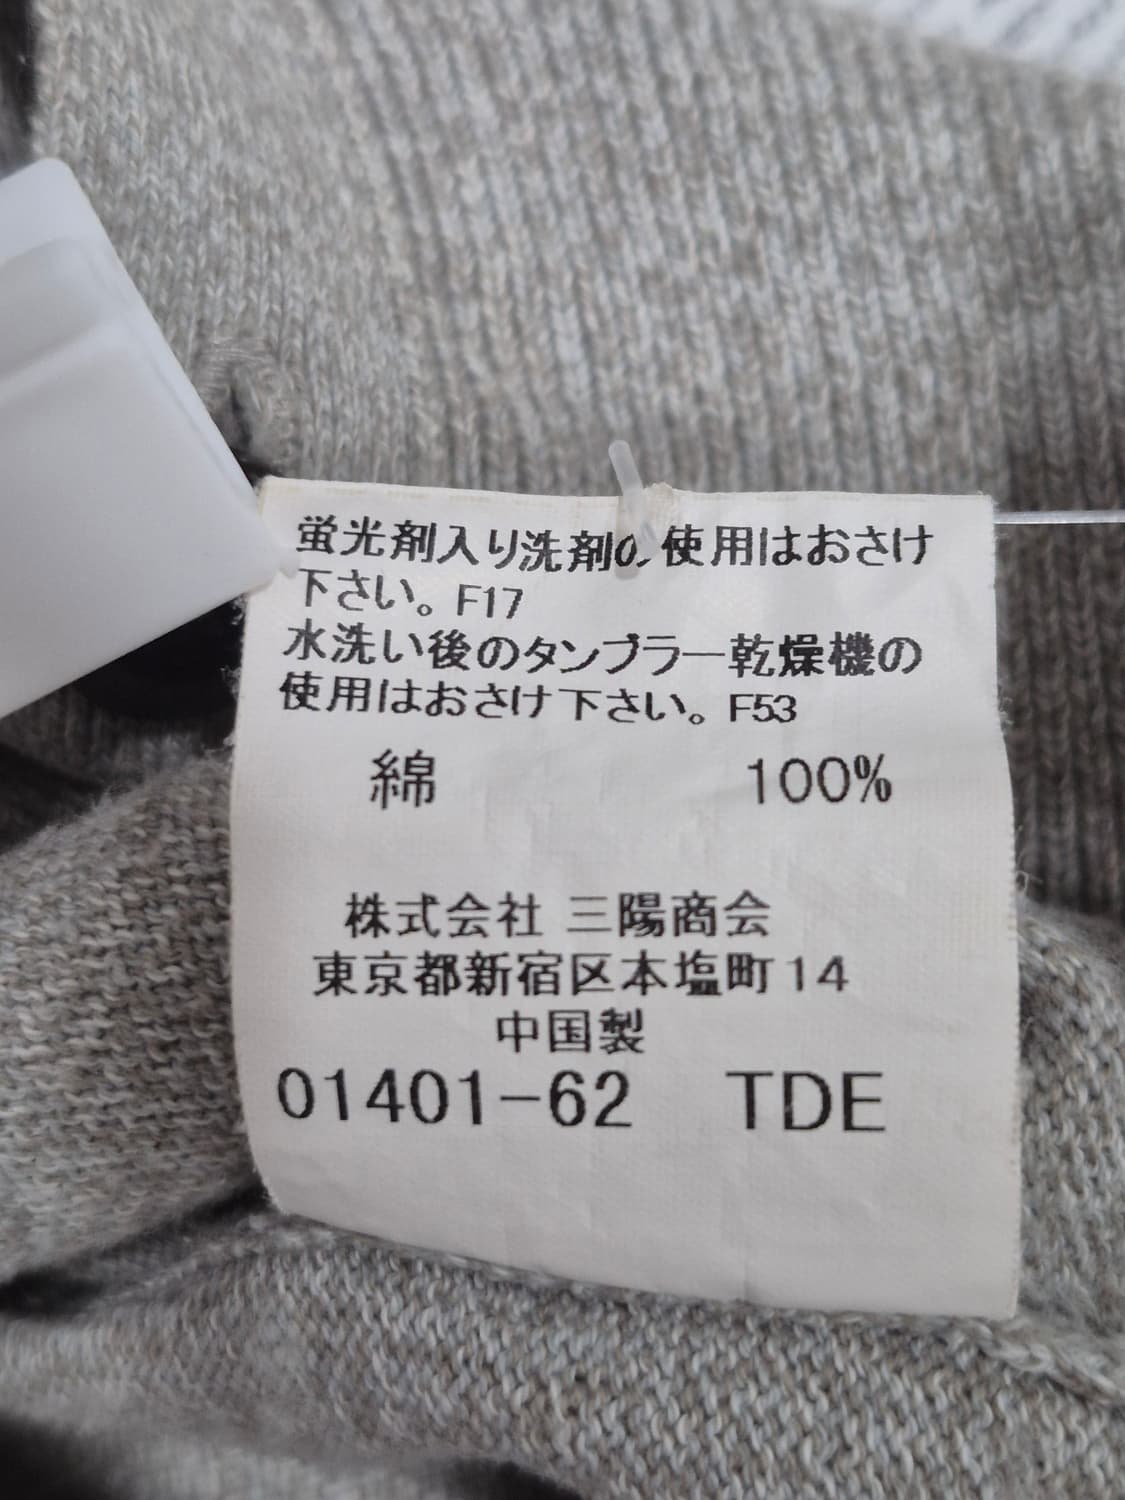 蛍光剤入り洗剤の使用はおさけ
下さい。F17
水洗い後のタンブラー乾燥機の
使用はおさけ下さい。F53
綿 100%
株式会社 三陽商会
東京都新宿区本塩町14
中国製
01401-62 TDE